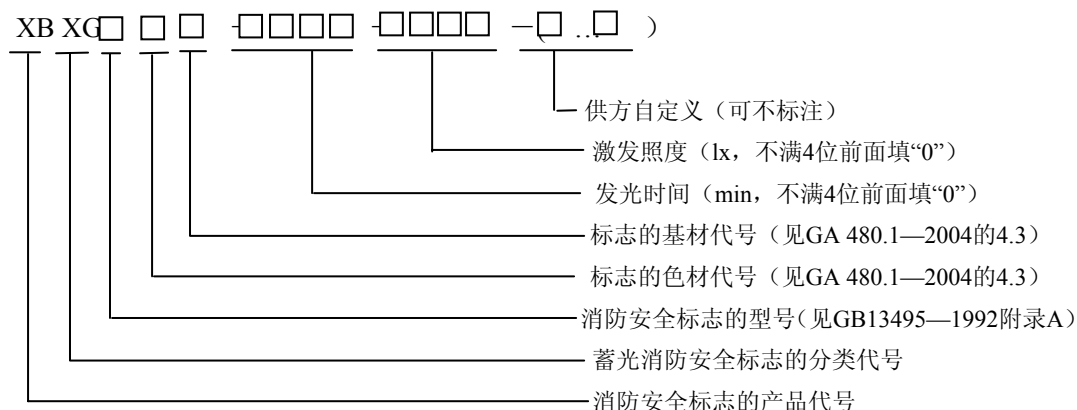 XB XG□ □ □ -□□□□ -□□□□ —(□ …□ )
供方自定义（可不标注）
激发照度（lx，不满4位前面填“0”）
发光时间（min，不满4位前面填“0”）
标志的基材代号（见GA 480.1—2004的4.3）
标志的色材代号（见GA 480.1—2004的4.3）
消防安全标志的型号（见GB13495—1992附录A）
蓄光消防安全标志的分类代号
消防安全标志的产品代号